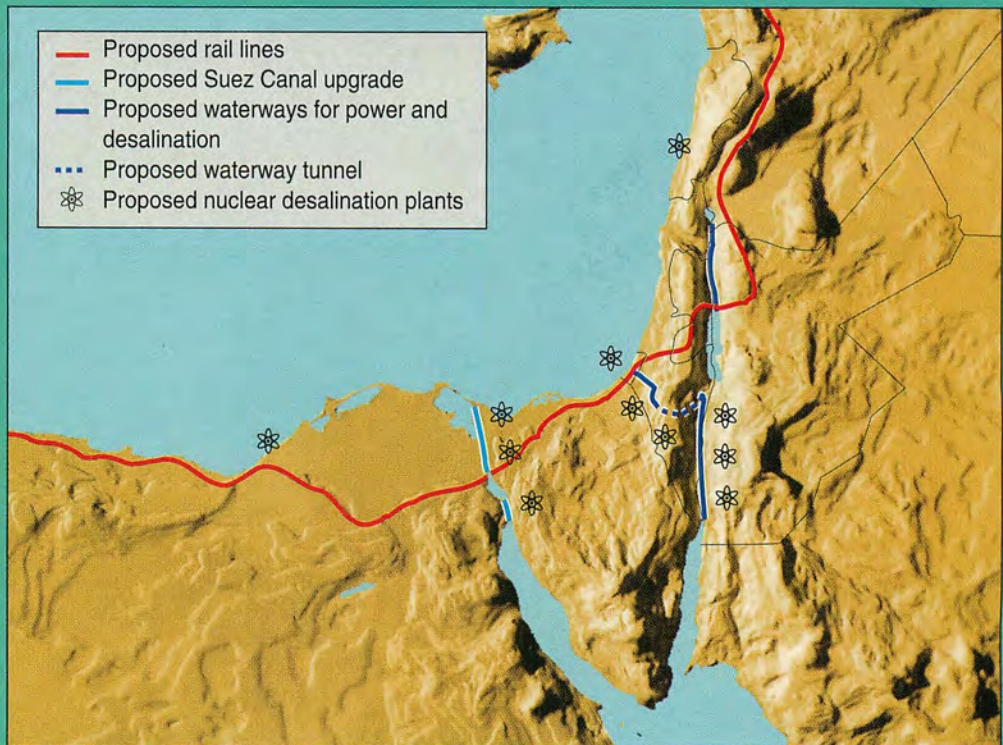 Proposed rail lines
Proposed Suez Canal upgrade
Proposed waterways for power and
desalination
Proposed waterway tunnel
Proposed nuclear desalination plants